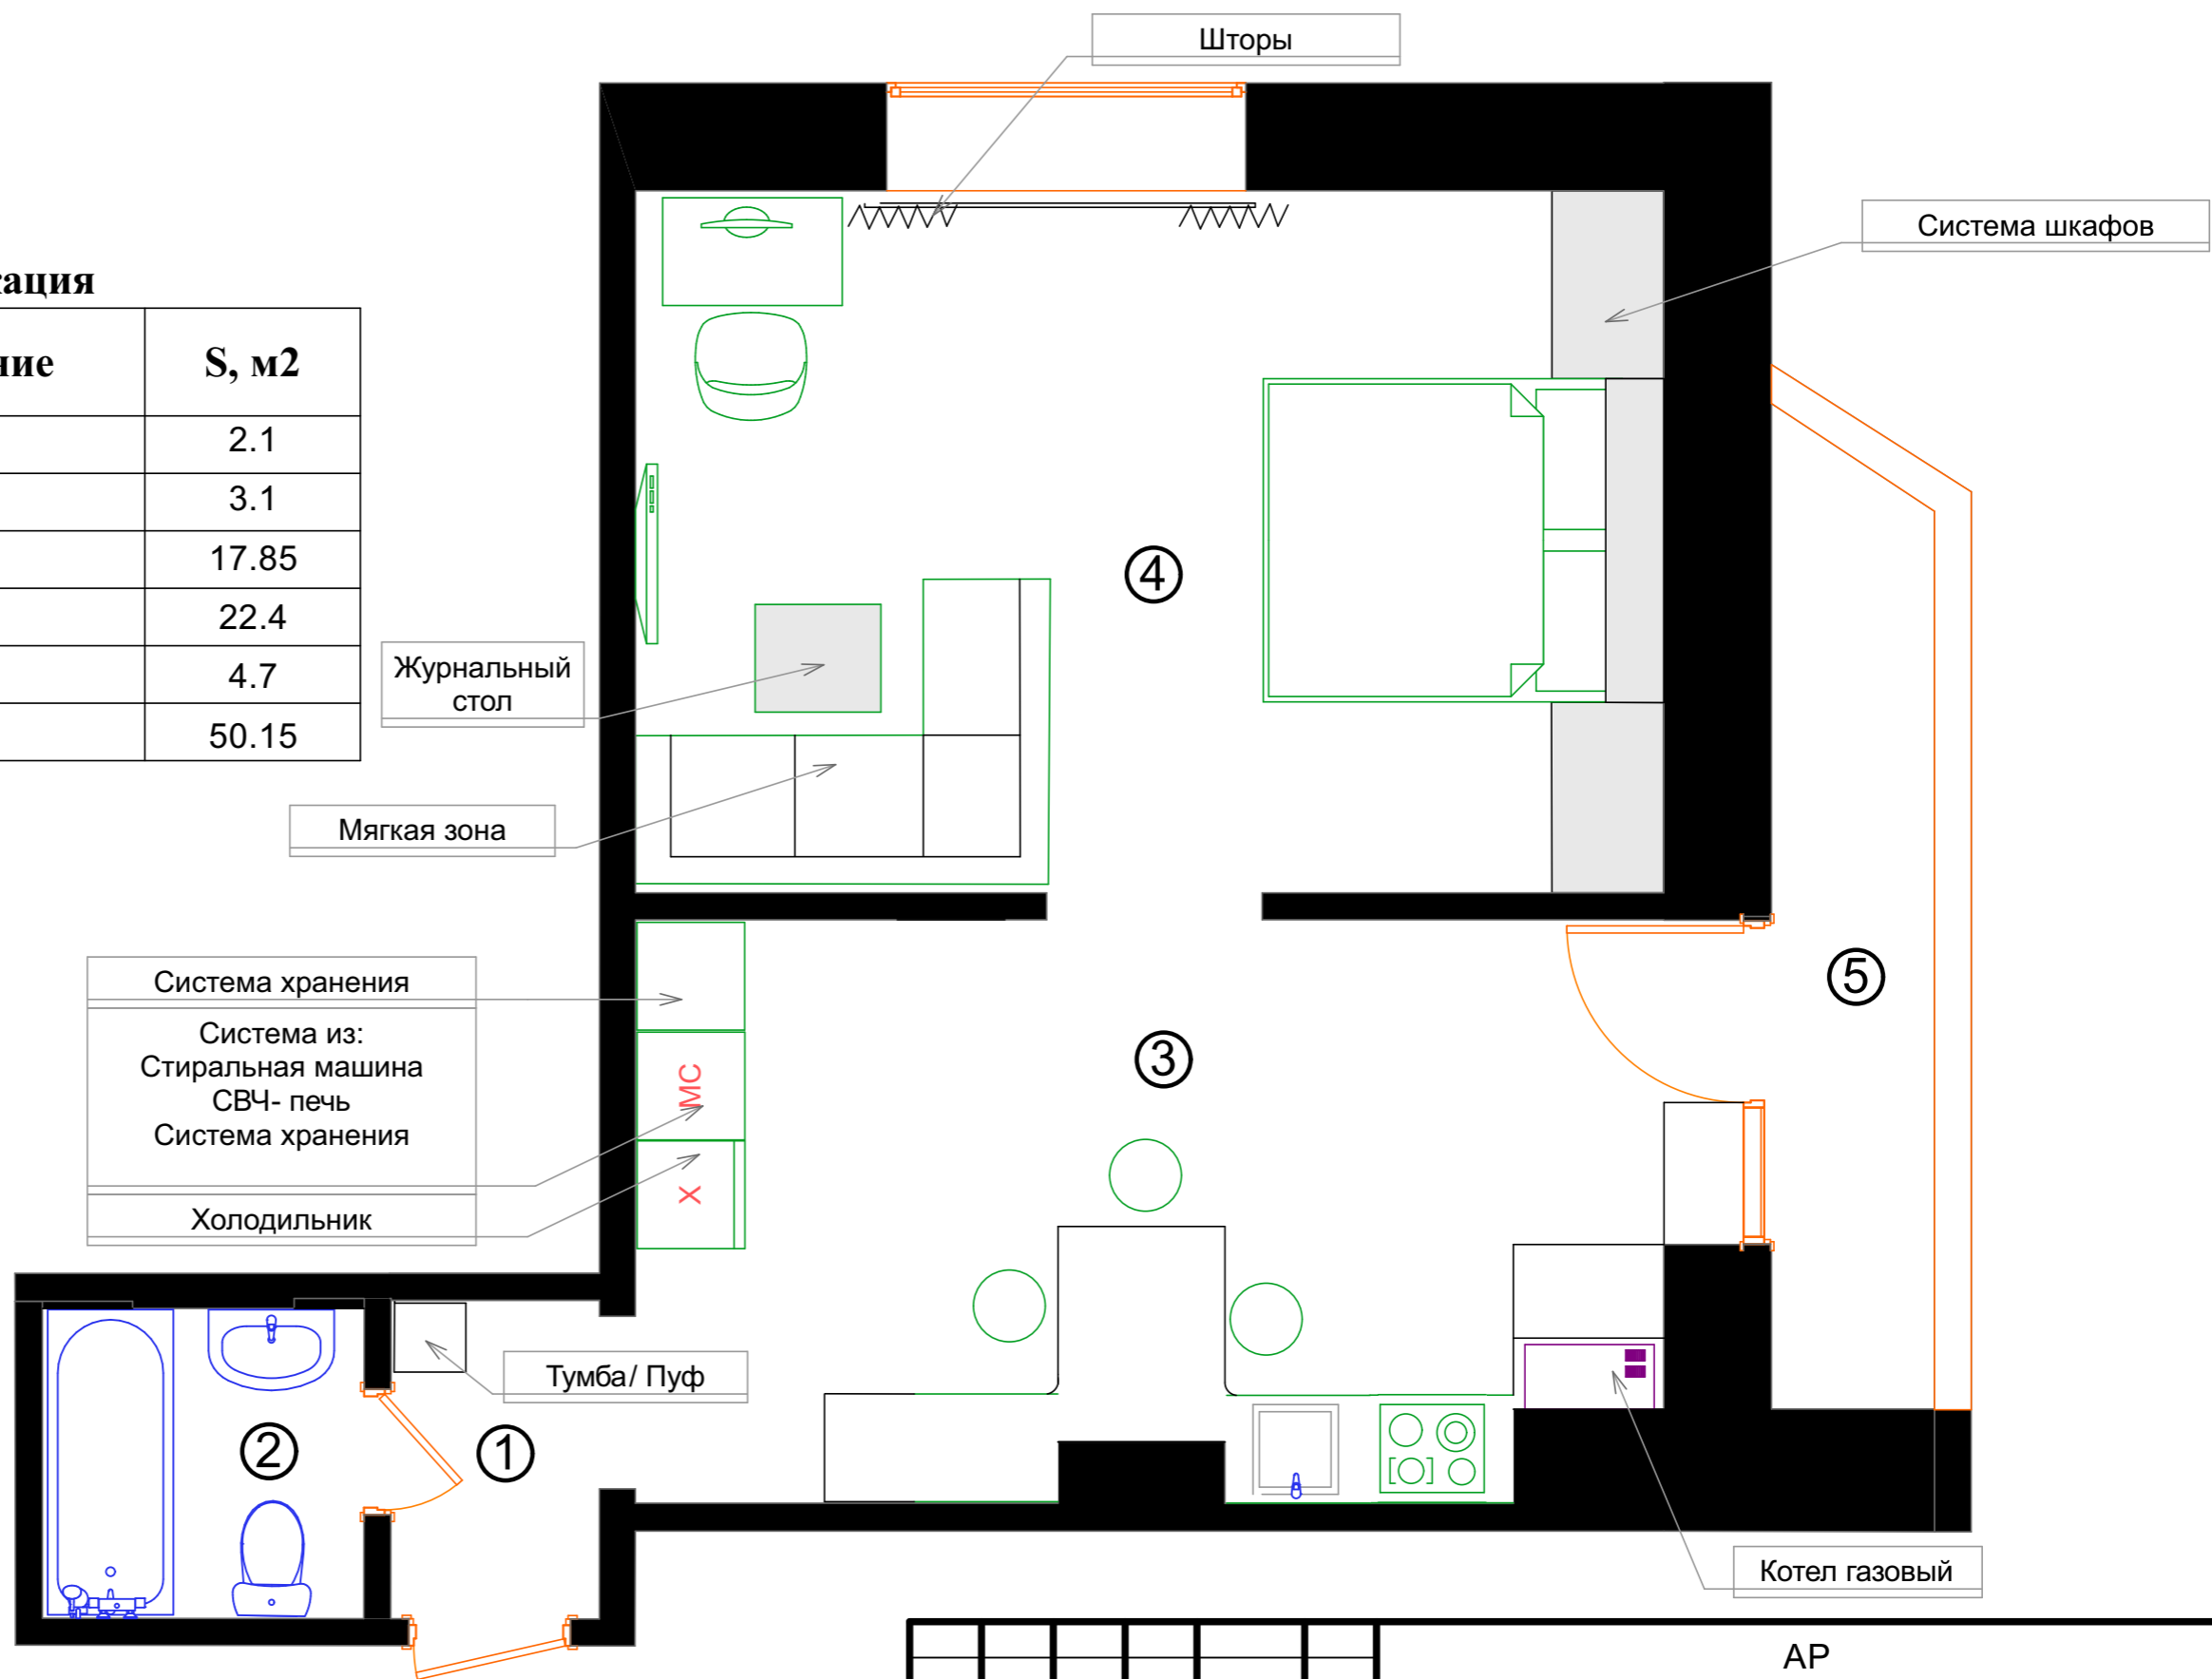 Шторы
Система шкафов
S, м2
2.1
3.1
17.85
22.4
4.7
50.15
Журнальный
стол
Мягкая зона
4
5
3
Система хранения
Система из:
Стиральная машина
СВЧ- печь
Система хранения
Холодильник
МС
Х
Тумба/ Пуф
2
1
Котел газовый
АР